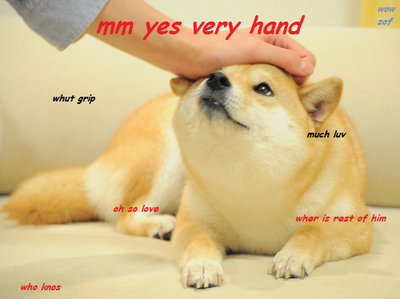 mm yes very hand
wow
sof
whut grip
much luv
oh so love
wher is rest of him
who knos